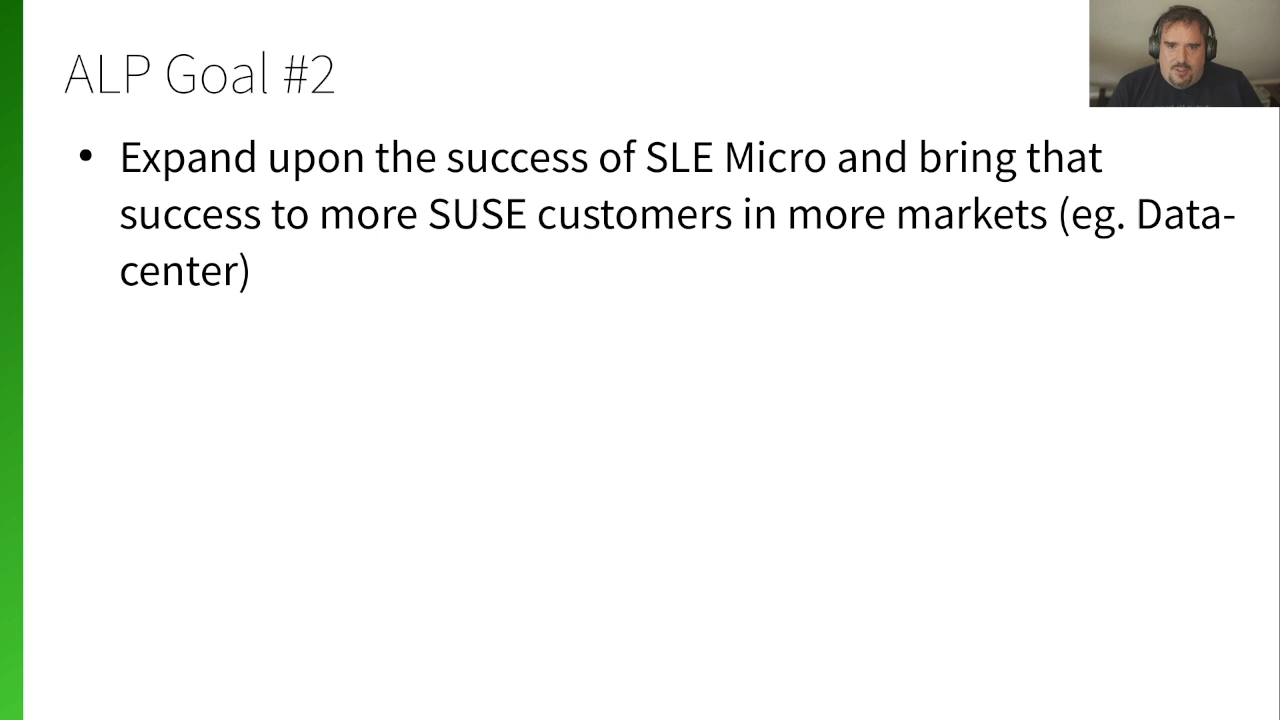 ALP Goal #2
• Expand upon the success of SLE Micro and bring that
success to more SUSE customers in more markets (eg. Data-
center)